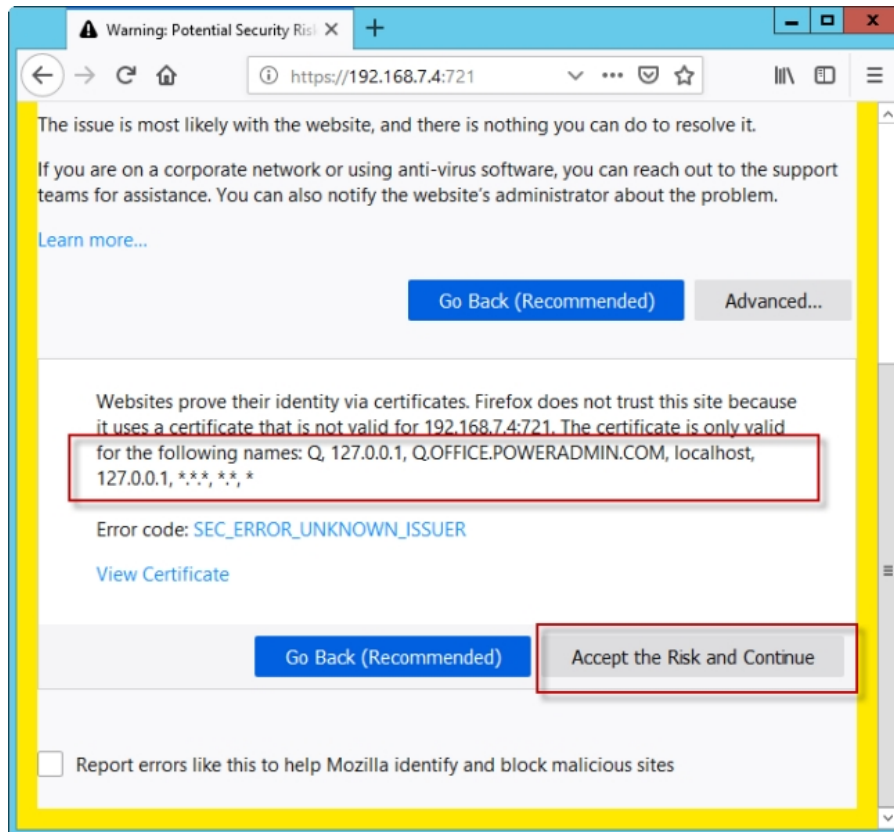 Warning: Potential Security Ris
https://192.168.7.4:721
The issue is most likely with the website, and there is nothing you can do to resolve it.
If you are on a corporate network or using anti-virus software, you can reach out to the support
teams for assistance. You can also notify the website's administrator about the problem.
Learn more...
Go Back (Recommended) Advanced...
Websites prove their identity via certificates. Firefox does not trust this site because
it uses a certificate that is not valid for 192.168.7.4:721. The certificate is only valid
for the following names: Q, 127.0.0.1, Q.OFFICE.POWERADMIN.COM, localhost,
127.0.0.1, *.*.*, *.*, *
Error code: SEC_ERROR_UNKNOWN_ISSUER
View Certificate
Go Back (Recommended) Accept the Risk and Continue
Report errors like this to help Mozilla identify and block malicious sites